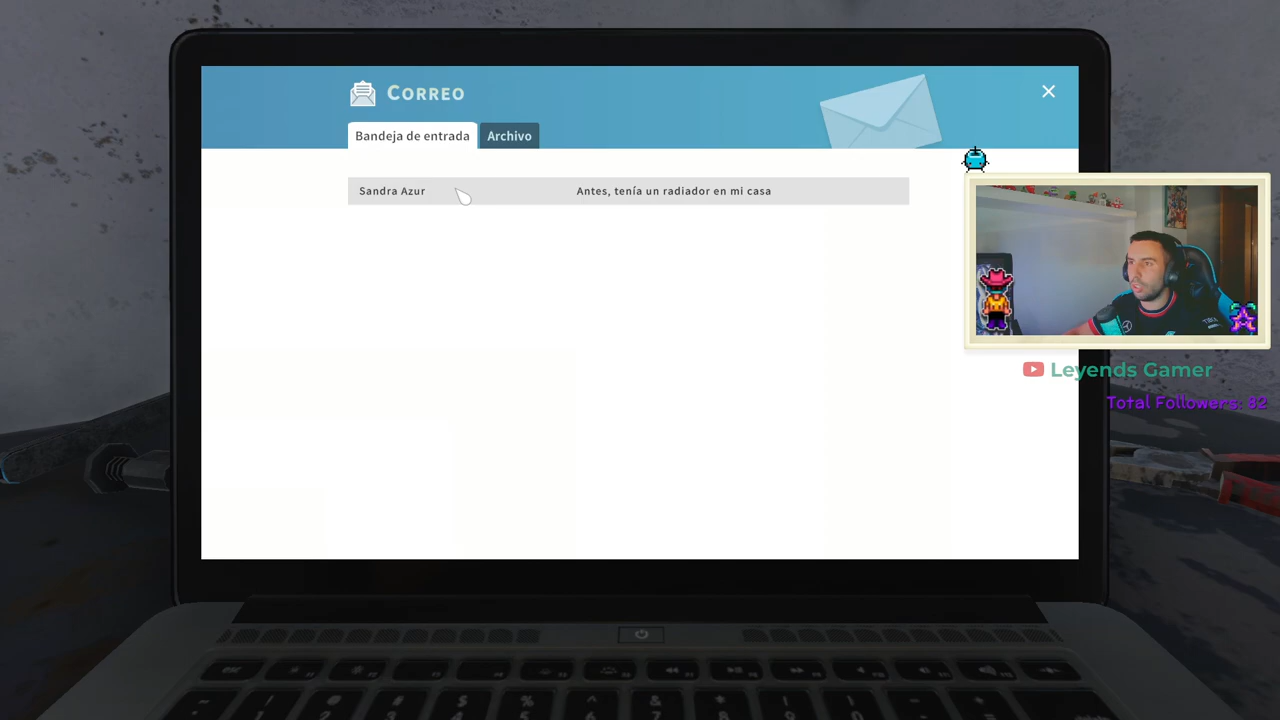 CORREO
Bandeja de entrada
Archivo
Sandra Azur
Antes, tenía un radiador en mi casa
Leyends Gamer
Total Followers: 82